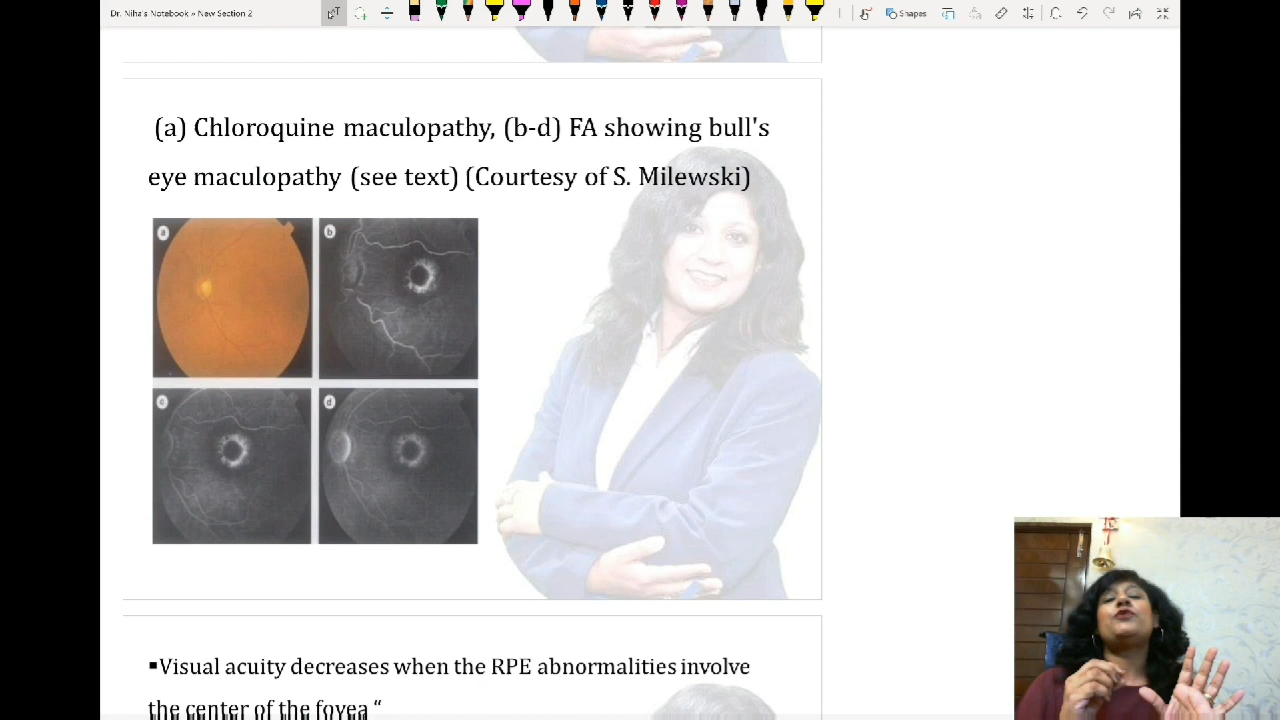 Dr. Niha's Notebook » New Section 2
Shapes
(a) Chloroquine maculopathy, (b-d) FA showing bull's
eye maculopathy (see text) (Courtesy of S. Milewski)
a
b
c
d
▪Visual acuity decreases when the RPE abnormalities involve
the center of the fovea “